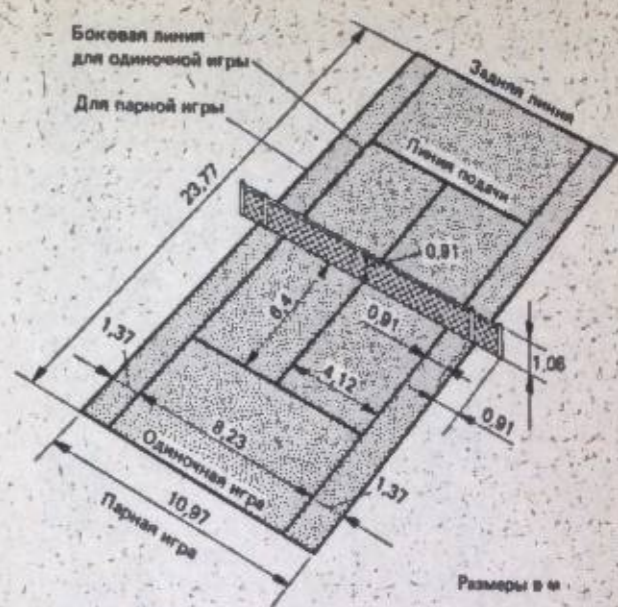 Боковая линия
для одиночной игры
Для парной игры
Задняя линия
Линия подачи
23,77
0,91
6,4
0,91
1,37
4,12
1,06
0,91
8,23
Одиночная игра
1,37
10,97
Парная игра
Размеры в м